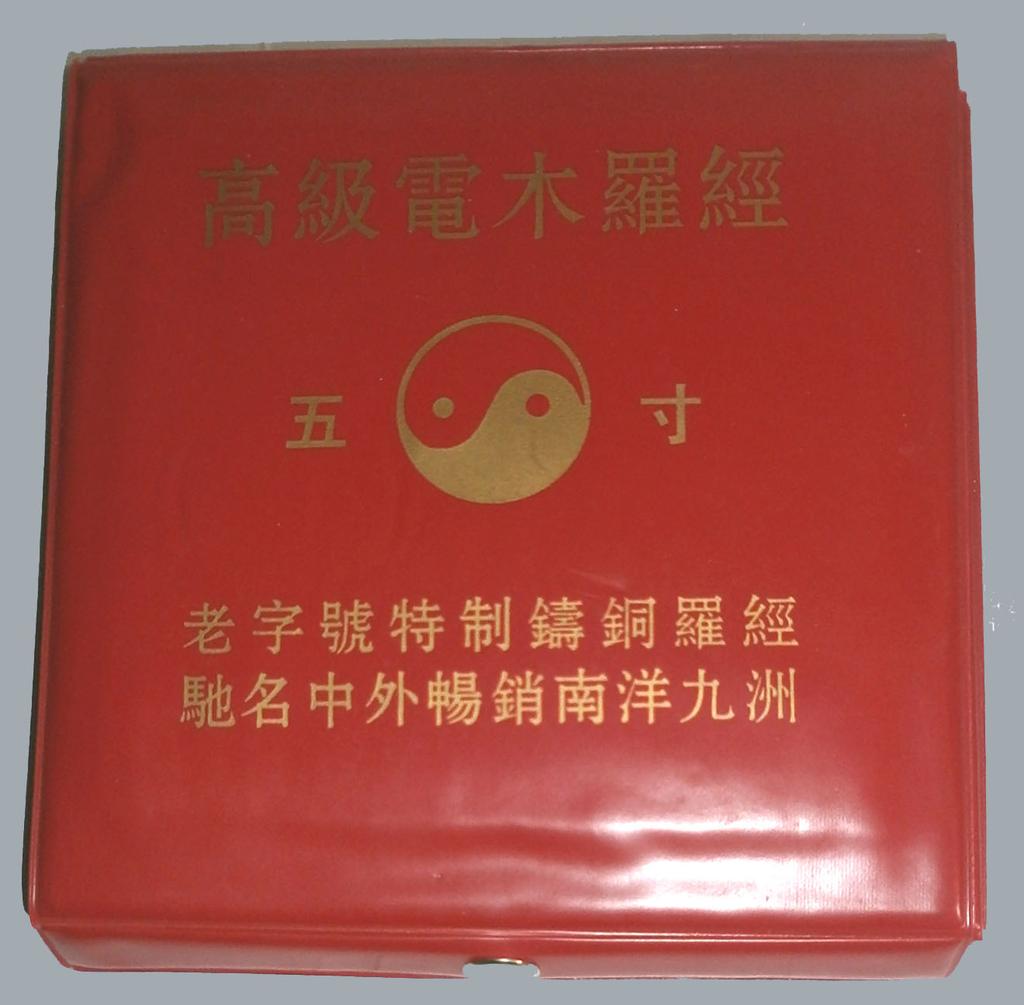 高級電木羅經
五 寸
老字號特制鑄銅羅經
馳名中外暢銷南洋九洲